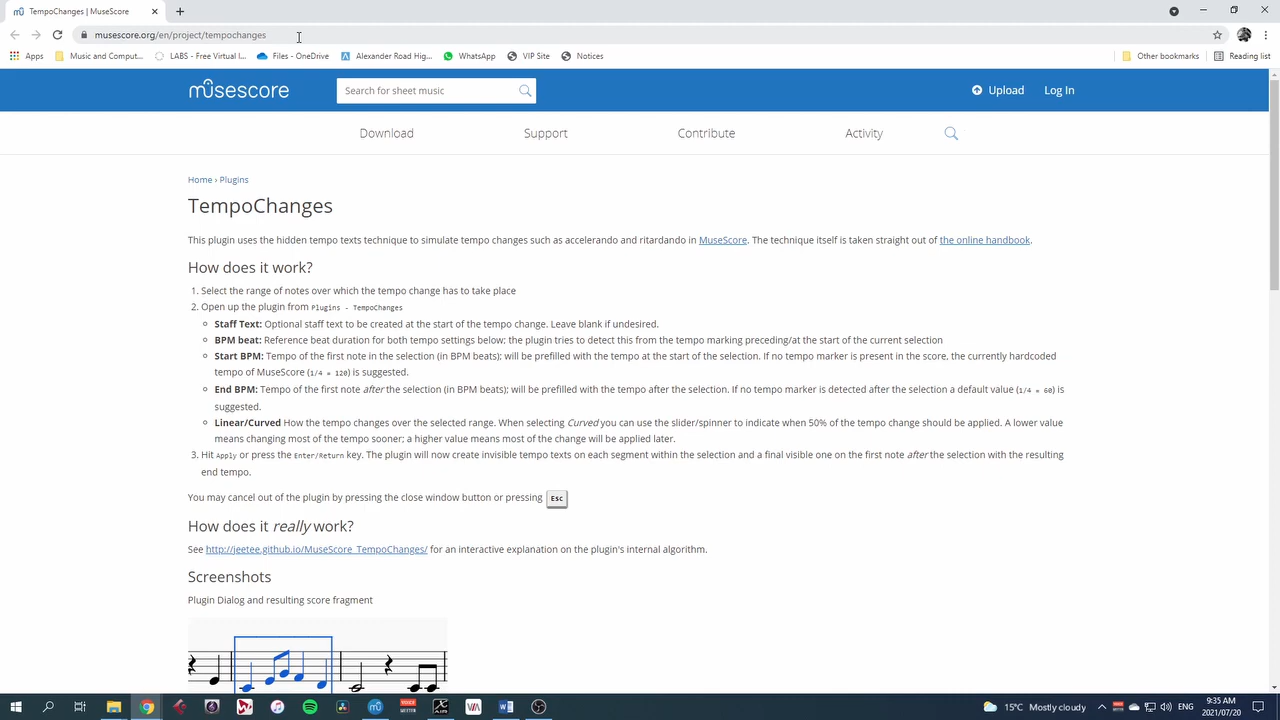 TempoChanges | MuseScore
musescore.org/en/project/tempochanges
Apps Music and Comput... LABS - Free Virtual I... Files - OneDrive Alexander Road Hig... WhatsApp VIP Site Notices Other bookmarks Reading list
musescore Search for sheet music Upload Log In
Download Support Contribute Activity
Home › Plugins
TempoChanges
This plugin uses the hidden tempo texts technique to simulate tempo changes such as accelerando and ritardando in MuseScore. The technique itself is taken straight out of the online handbook.
How does it work?
1. Select the range of notes over which the tempo change has to take place
2. Open up the plugin from Plugins - TempoChanges
Staff Text: Optional staff text to be created at the start of the tempo change. Leave blank if undesired.
BPM beat: Reference beat duration for both tempo settings below; the plugin tries to detect this from the tempo marking preceding/at the start of the current selection
Start BPM: Tempo of the first note in the selection (in BPM beats); will be prefilled with the tempo at the start of the selection. If no tempo marker is present in the score, the currently hardcoded
tempo of MuseScore (1/4 = 120) is suggested.
End BPM: Tempo of the first note after the selection (in BPM beats); will be prefilled with the tempo after the selection. If no tempo marker is detected after the selection a default value (1/4 = 60) is
suggested.
Linear/Curved How the tempo changes over the selected range. When selecting Curved you can use the slider/spinner to indicate when 50% of the tempo change should be applied. A lower value
means changing most of the tempo sooner; a higher value means most of the change will be applied later.
3. Hit Apply or press the Enter/Return key. The plugin will now create invisible tempo texts on each segment within the selection and a final visible one on the first note after the selection with the resulting
end tempo.
You may cancel out of the plugin by pressing the close window button or pressing Esc
How does it really work?
See http://jeetee.github.io/MuseScore_TempoChanges/ for an interactive explanation on the plugin's internal algorithm.
Screenshots
Plugin Dialog and resulting score fragment
15°C Mostly cloudy
9:35 AM
2021/07/20